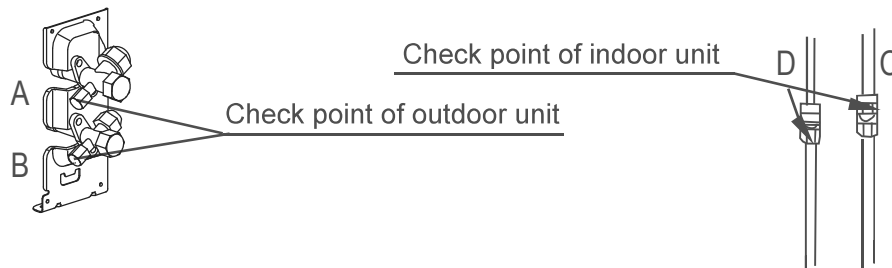 Check point of indoor unit
D
C
A
Check point of outdoor unit
B